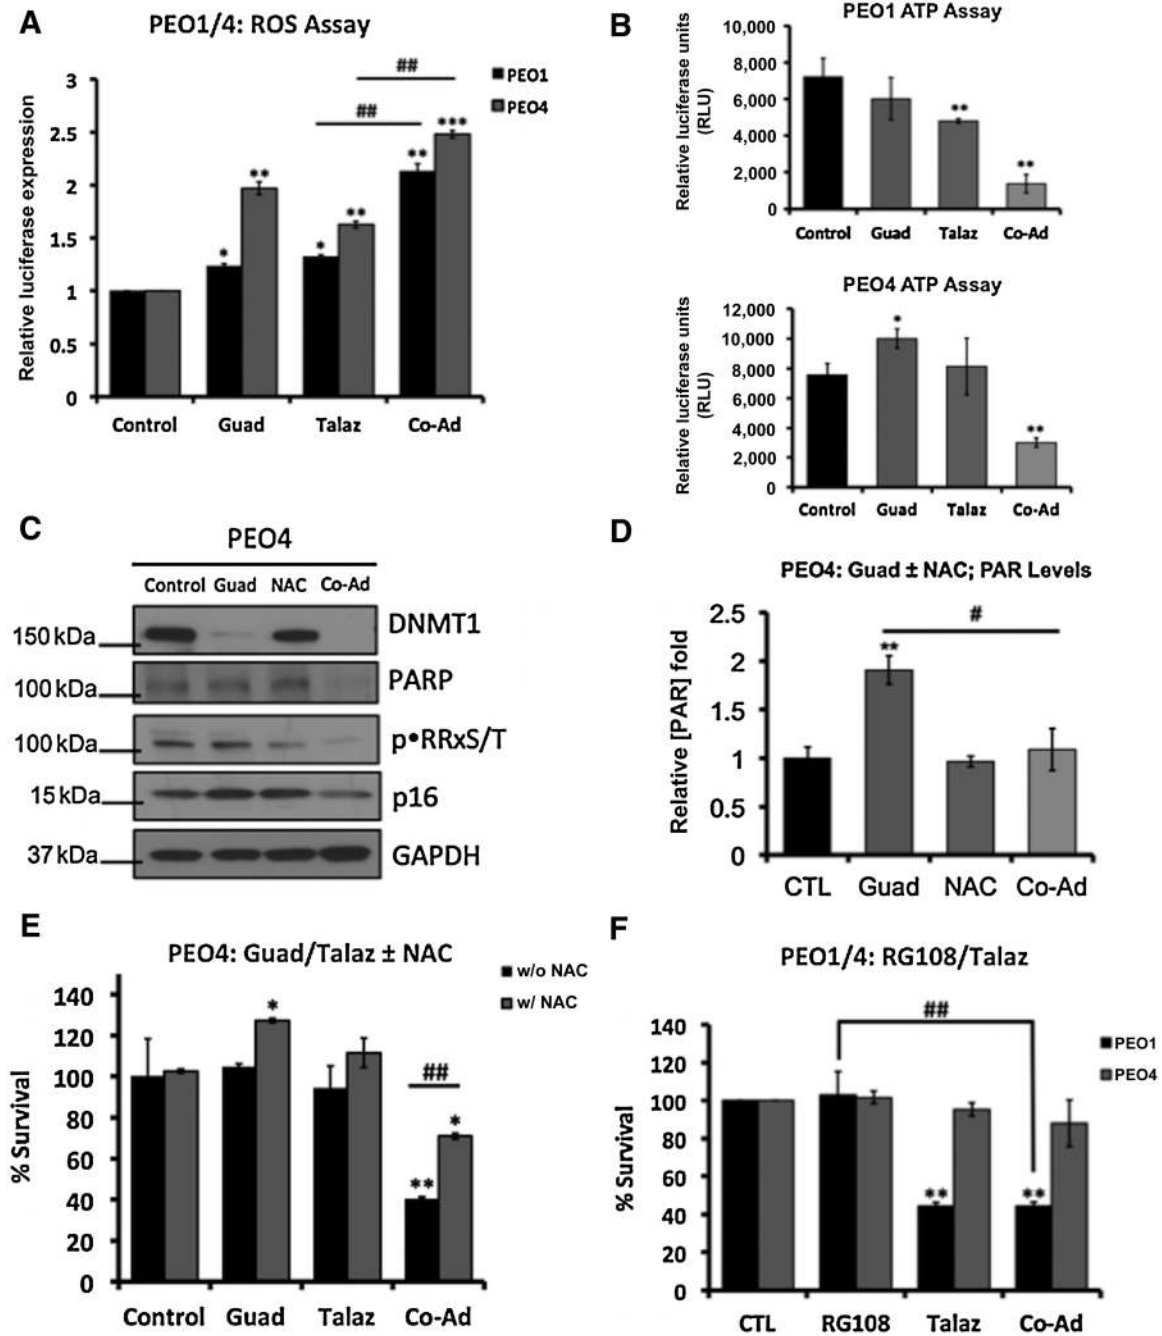 A
PEO1/4: ROS Assay
Relative luciferase expression
3
2.5
2
1.5
1
0.5
0
##
##
*
**
*
**
**
***
PEO1
PEO4
Control
Guad
Talaz
Co-Ad
B
PEO1 ATP Assay
Relative luciferase units
(RLU)
10,000
8,000
6,000
4,000
2,000
0
**
**
Control
Guad
Talaz
Co-Ad
PEO4 ATP Assay
Relative luciferase units
(RLU)
12,000
10,000
8,000
6,000
4,000
2,000
0
*
**
Control
Guad
Talaz
Co-Ad
C
PEO4
Control Guad NAC Co-Ad
150 kDa
DNMT1
100 kDa
PARP
100 kDa
p•RRxS/T
15 kDa
p16
37 kDa
GAPDH
D
PEO4: Guad ± NAC; PAR Levels
Relative [PAR] fold
2.5
2
1.5
1
0.5
0
**
#
CTL
Guad
NAC
Co-Ad
E
PEO4: Guad/Talaz ± NAC
% Survival
140
120
100
80
60
40
20
0
*
##
**
*
w/o NAC
w/ NAC
Control
Guad
Talaz
Co-Ad
F
PEO1/4: RG108/Talaz
% Survival
140
120
100
80
60
40
20
0
##
**
**
PEO1
PEO4
CTL
RG108
Talaz
Co-Ad